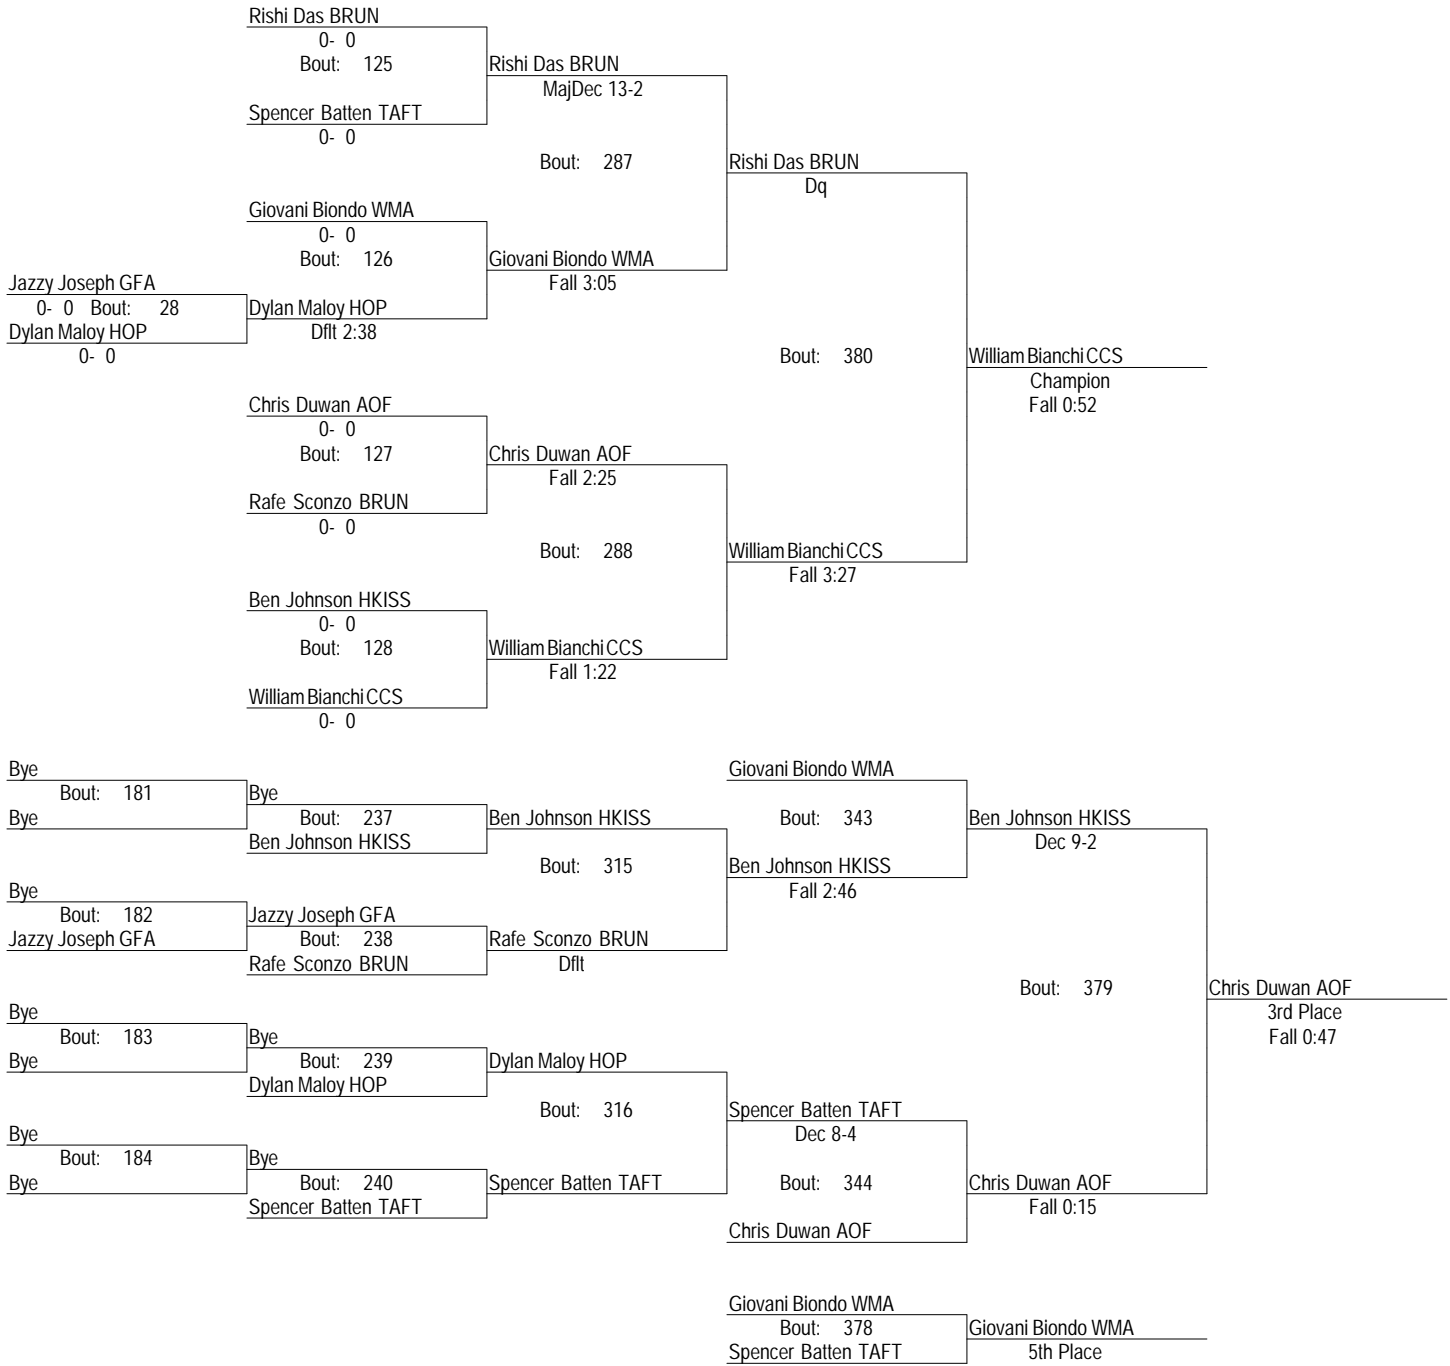 Rishi Das BRUN
0- 0
Bout: 125
Rishi Das BRUN
MajDec 13-2
Spencer Batten TAFT
0- 0
Bout: 287
Rishi Das BRUN
Dq
Giovani Biondo WMA
0- 0
Bout: 126
Giovani Biondo WMA
Fall 3:05
Jazzy Joseph GFA
0- 0 Bout: 28
Dylan Maloy HOP
0- 0
Dylan Maloy HOP
Dflt 2:38
Bout: 380
William Bianchi CCS
Champion
Fall 0:52
Chris Duwan AOF
0- 0
Bout: 127
Chris Duwan AOF
Fall 2:25
Rafe Sconzo BRUN
0- 0
Bout: 288
William Bianchi CCS
Fall 3:27
Ben Johnson HKISS
0- 0
Bout: 128
William Bianchi CCS
Fall 1:22
William Bianchi CCS
0- 0
Bye
Bout: 181
Bye
Bye
Bout: 237
Ben Johnson HKISS
Ben Johnson HKISS
Giovani Biondo WMA
Bout: 343
Ben Johnson HKISS
Dec 9-2
Bout: 315
Ben Johnson HKISS
Fall 2:46
Bye
Bout: 182
Jazzy Joseph GFA
Jazzy Joseph GFA
Bout: 238
Rafe Sconzo BRUN
Rafe Sconzo BRUN
Dflt
Bout: 379
Chris Duwan AOF
3rd Place
Fall 0:47
Bye
Bout: 183
Bye
Bye
Bout: 239
Dylan Maloy HOP
Dylan Maloy HOP
Bout: 316
Spencer Batten TAFT
Dec 8-4
Bye
Bout: 184
Bye
Bye
Bout: 240
Spencer Batten TAFT
Spencer Batten TAFT
Bout: 344
Chris Duwan AOF
Fall 0:15
Chris Duwan AOF
Giovani Biondo WMA
Bout: 378
Spencer Batten TAFT
Giovani Biondo WMA
5th Place